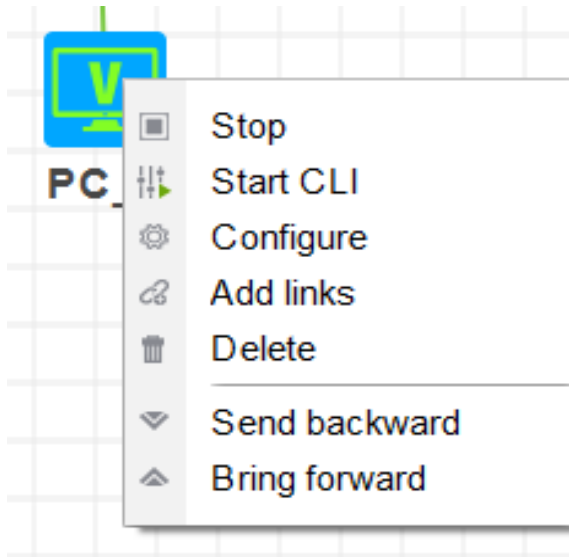 V
PC_
Stop
Start CLI
Configure
Add links
Delete
Send backward
Bring forward